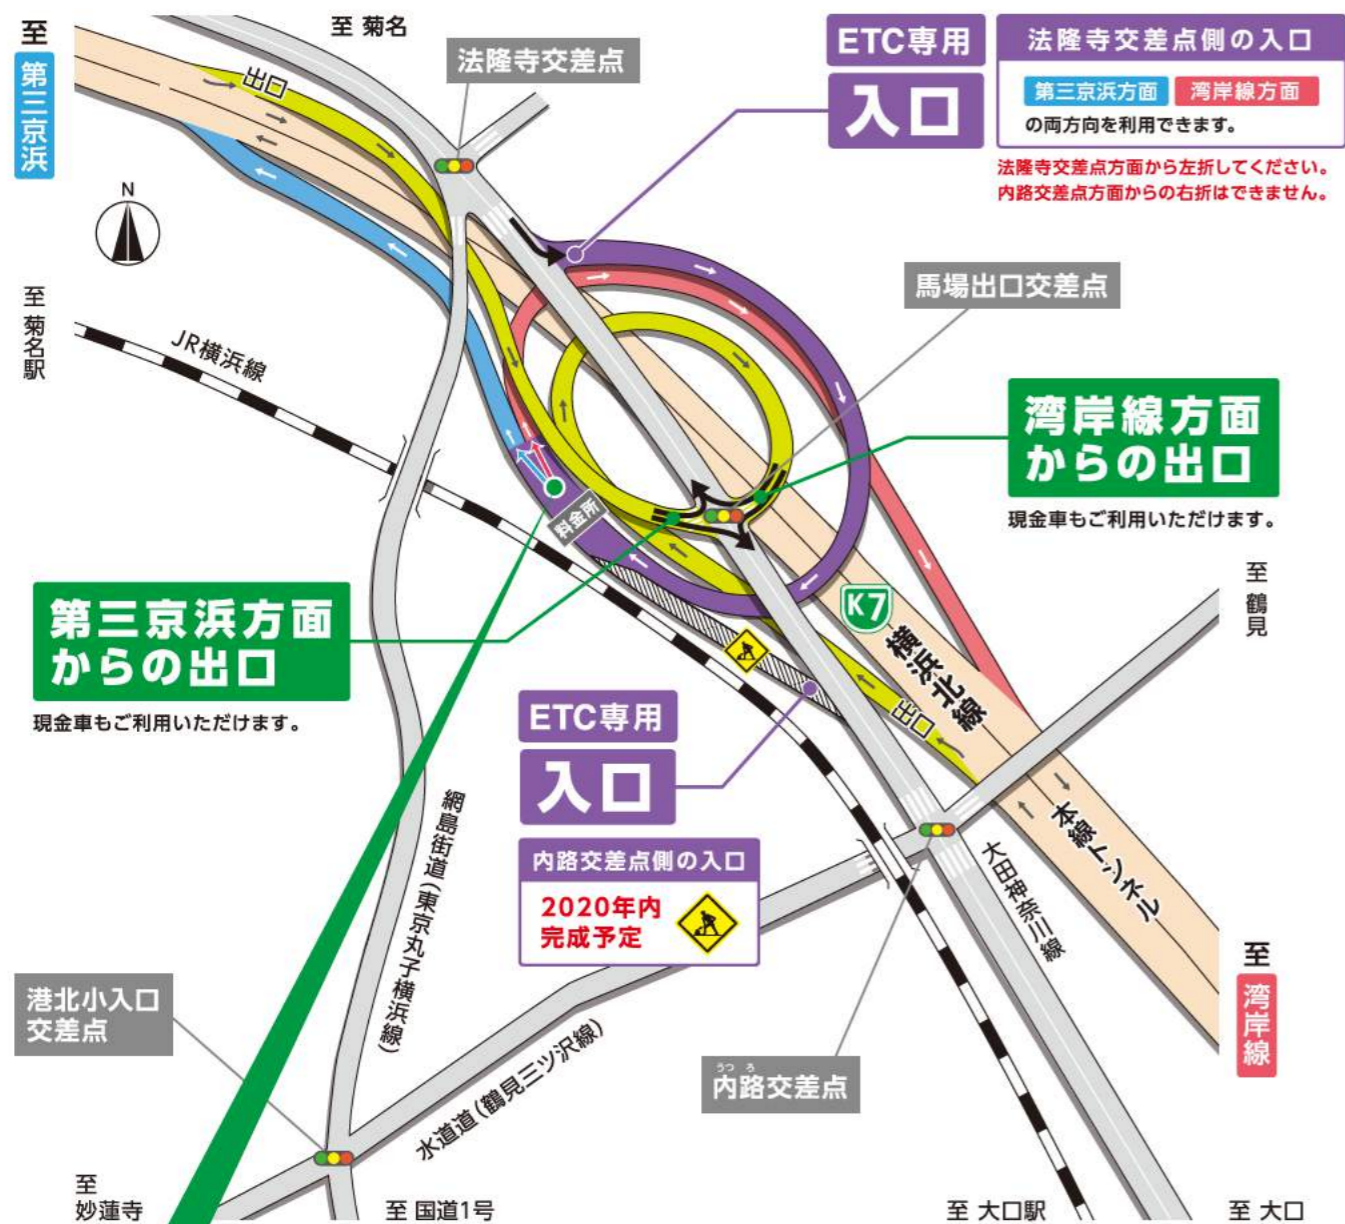 至 菊名
至
第三京浜
法隆寺交差点
出口
ETC専用
入口
法隆寺交差点側の入口
第三京浜方面
湾岸線方面
の両方向を利用できます。
法隆寺交差点方面から左折してください。
内路交差点方面からの右折はできません。
N
馬場出口交差点
至 菊名駅
JR横浜線
湾岸線方面
からの出口
現金車もご利用いただけます。
料金所
至 鶴見
第三京浜方面
からの出口
現金車もご利用いただけます。
K7
横浜北線
出口
ETC専用
入口
内路交差点側の入口
2020年内
完成予定
本線トンネル
大田神奈川線
綱島街道(東京丸子横浜線)
至
湾岸線
港北小入口
交差点
水道道(鶴見三ツ沢線)
うつ ろ
内路交差点
至
妙蓮寺
至 国道1号
至 大口駅
至 大口